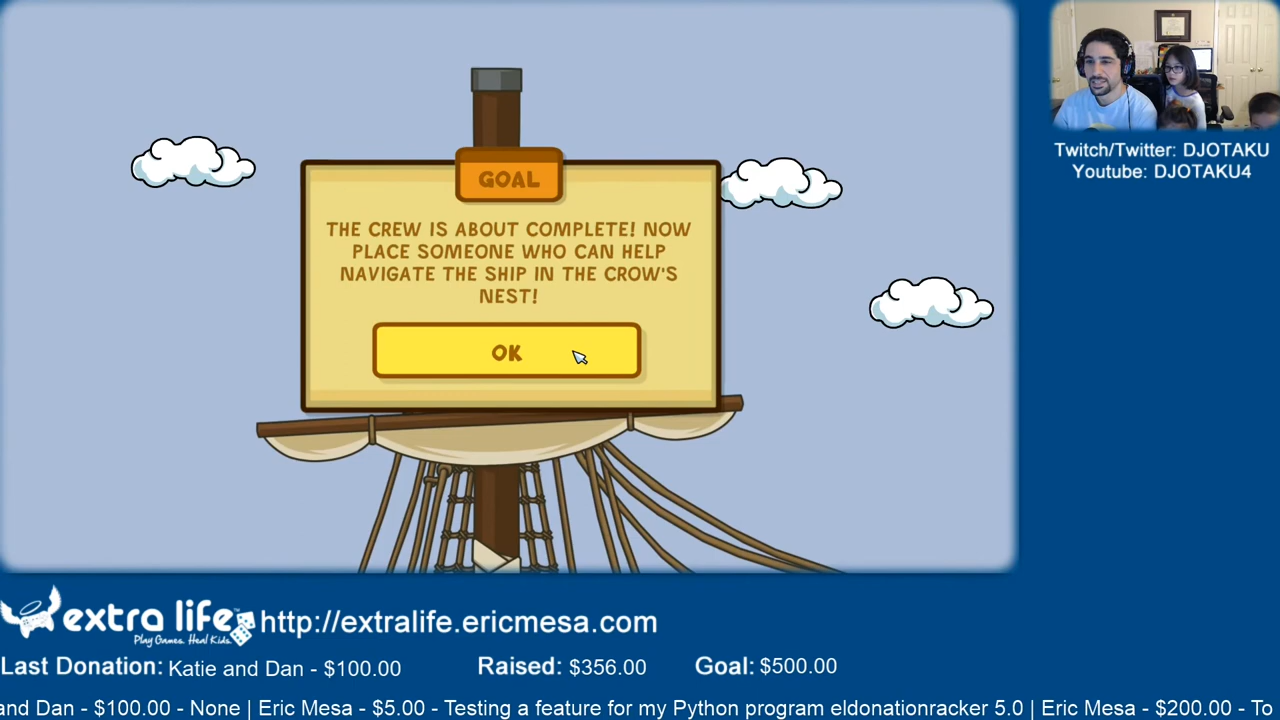 GOAL
THE CREW IS ABOUT COMPLETE! NOW
PLACE SOMEONE WHO CAN HELP
NAVIGATE THE SHIP IN THE CROW'S
NEST!
OK
Twitch/Twitter: DJOTAKU
Youtube: DJOTAKU4
extra life
Play Games. Heal Kids.
http://extralife.ericmesa.com
Last Donation: Katie and Dan - $100.00
Raised: $356.00
Goal: $500.00
and Dan - $100.00 - None | Eric Mesa - $5.00 - Testing a feature for my Python program eldonationracker 5.0 | Eric Mesa - $200.00 - To